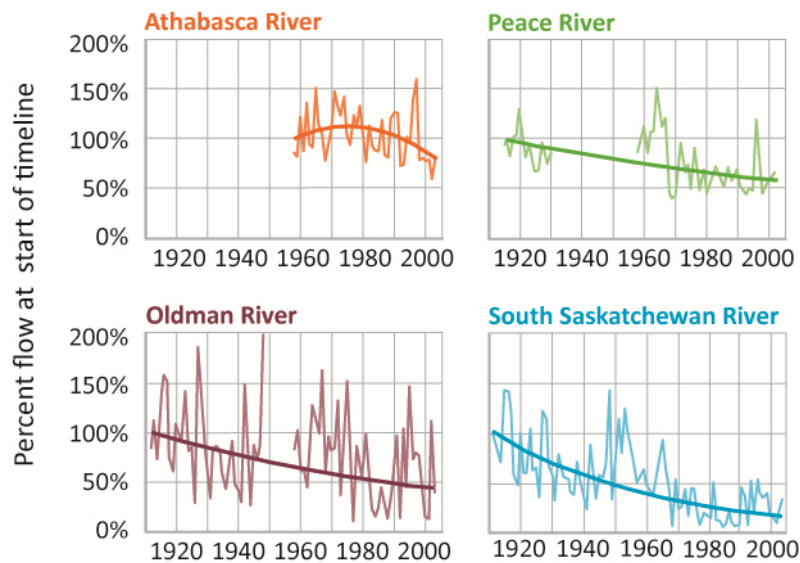 Athabasca River
Peace River
Percent flow at start of timeline
200%
150%
100%
50%
0%
1920 1940 1960 1980 2000
1920 1940 1960 1980 2000
Oldman River
South Saskatchewan River
200%
150%
100%
50%
0%
1920 1940 1960 1980 2000
1920 1940 1960 1980 2000